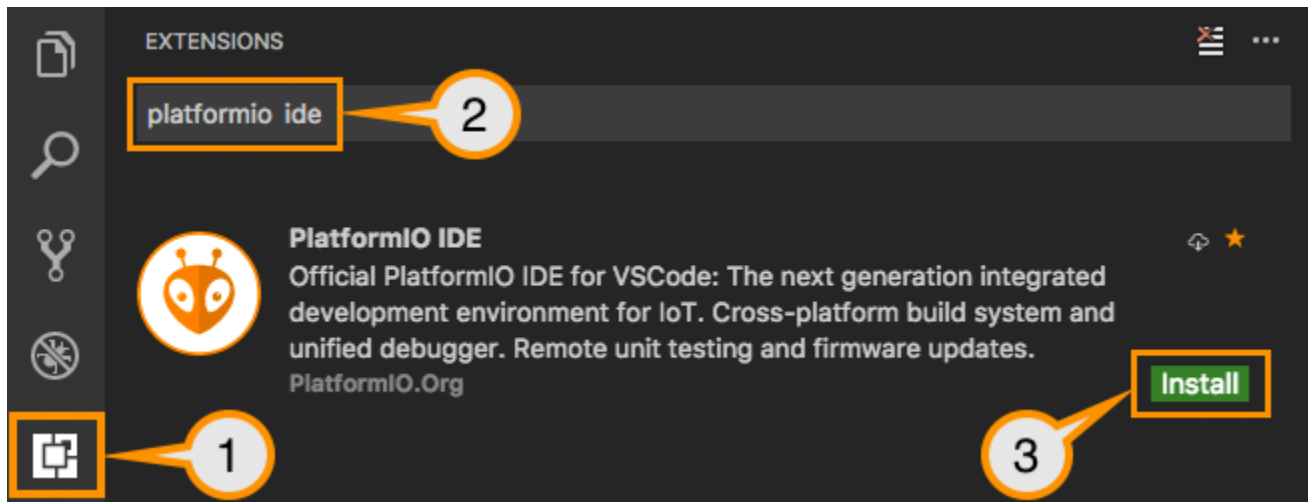 EXTENSIONS
platformio ide
2
PlatformIO IDE
Official PlatformIO IDE for VSCode: The next generation integrated
development environment for IoT. Cross-platform build system and
unified debugger. Remote unit testing and firmware updates.
PlatformIO.Org
Install
1
3